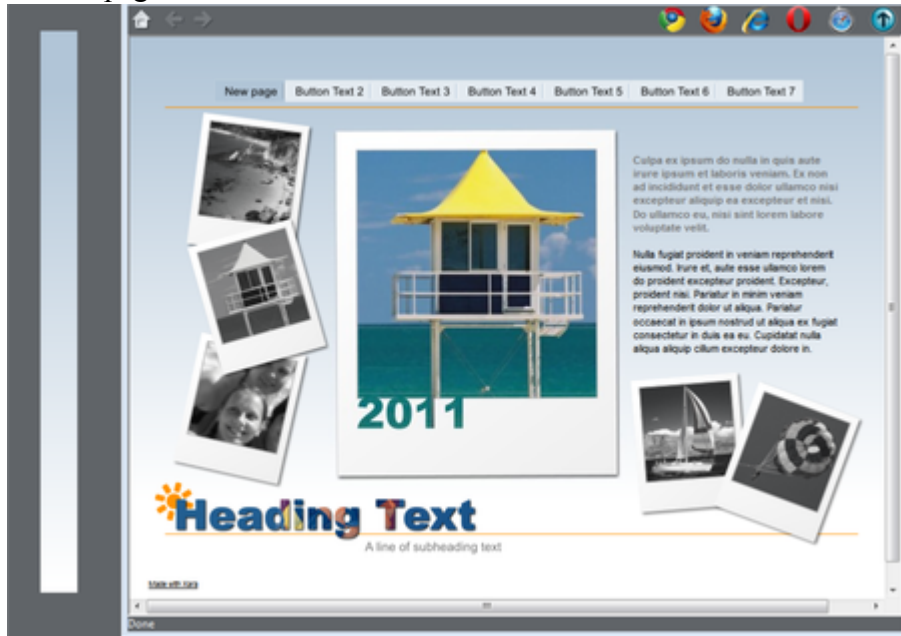 New page Button Text 2 Button Text 3 Button Text 4 Button Text 5 Button Text 6 Button Text 7
Culpa ex ipsum do nulla in quis aute
irure ipsum et laboris veniam. Ex non
ad incididunt et esse dolor ullamco nisi
excepteur aliquip ea excepteur et nisi.
Do ullamco eu, nisi sint lorem labore
voluptate velit.
Nulla fugiat proident in veniam reprehenderit
eiusmod. Irure et, aute esse ullamco lorem
do proident excepteur proident. Excepteur,
proident nisi. Pariatur in minim veniam
reprehenderit dolor ut aliqua. Pariatur
occaecat in ipsum nostrud ut aliqua ex fugiat
consectetur in duis ea eu. Cupidatat nulla
aliqua aliquip cillum excepteur dolore in.
2011
Heading Text
A line of subheading text
Made with Xara
Done